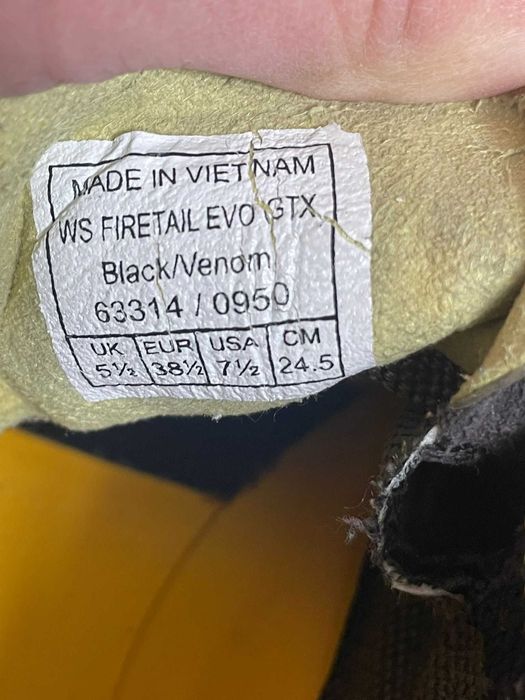 MADE IN VIETNAM
WS FIRETAIL EVO GTX
Black/Venom
63314 / 0950
UK EUR USA CM
5½ 38½ 7½ 24.5